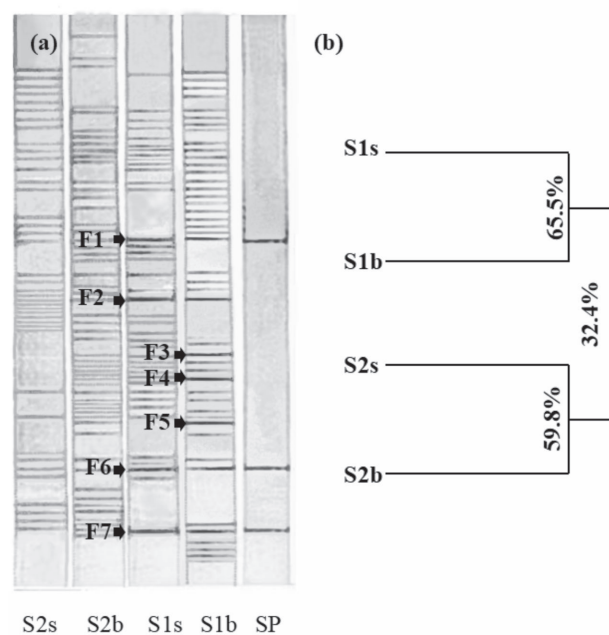 (a)
F1
F2
F3
F4
F5
F6
F7
S2s S2b S1s S1b SP
(b)
S1s
65.5%
S1b
32.4%
S2s
59.8%
S2b